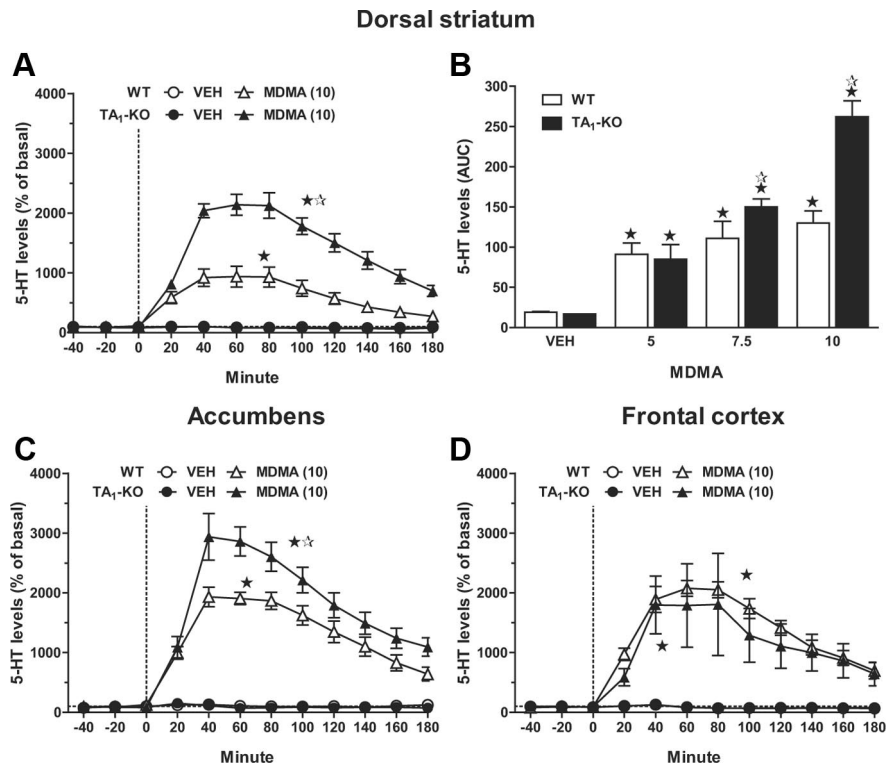 Dorsal striatum
A
WT VEH MDMA (10)
TA₁-KO VEH MDMA (10)
4000
3000
2000
1000
0
5-HT levels (% of basal)
★☆
★
-40 -20 0 20 40 60 80 100 120 140 160 180
Minute
B
WT
TA₁-KO
300
250
200
150
100
50
0
5-HT levels (AUC)
★ ★ ★ ☆ ★ ★ ☆ ★
VEH 5 7.5 10
MDMA
Accumbens
C
WT VEH MDMA (10)
TA₁-KO VEH MDMA (10)
4000
3000
2000
1000
0
5-HT levels (% of basal)
★☆
★
-40 -20 0 20 40 60 80 100 120 140 160 180
Minute
Frontal cortex
D
WT VEH MDMA (10)
TA₁-KO VEH MDMA (10)
4000
3000
2000
1000
0
5-HT levels (% of basal)
★
★
-40 -20 0 20 40 60 80 100 120 140 160 180
Minute